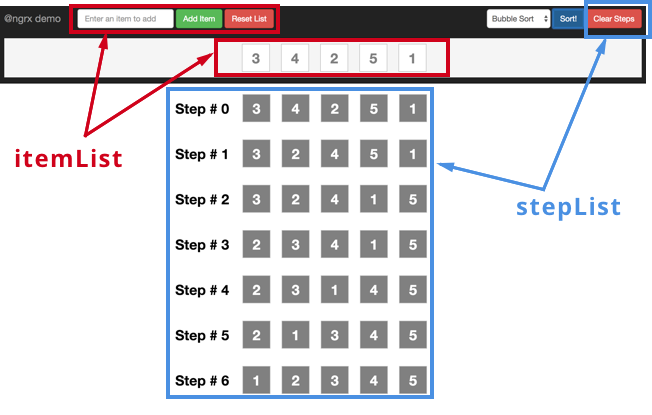 @ngrx demo Enter an item to add Add Item Reset List Bubble Sort Sort! Clear Steps
3 4 2 5 1
Step # 0 3 4 2 5 1
Step # 1 3 2 4 5 1
itemList
Step # 2 3 2 4 1 5
stepList
Step # 3 2 3 4 1 5
Step # 4 2 3 1 4 5
Step # 5 2 1 3 4 5
Step # 6 1 2 3 4 5